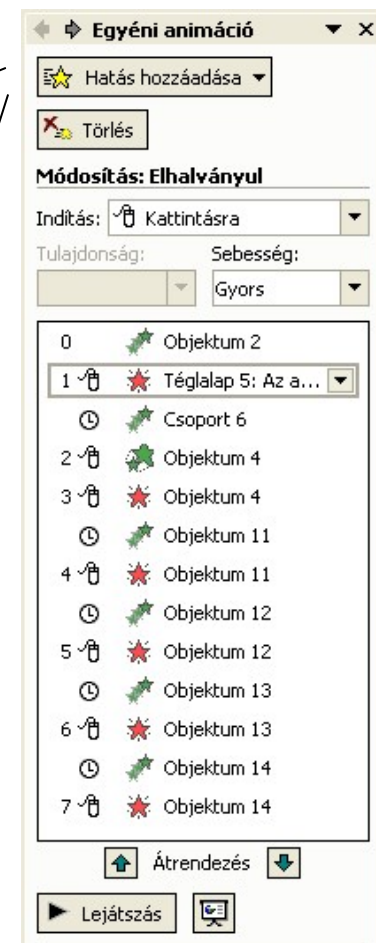 Egyéni animáció
Hatás hozzáadása
Törlés
Módosítás: Elhalványul
Indítás: Kattintásra
Tulajdonság: Sebesség:
Gyors
0 Objektum 2
1 Téglalap 5: Az a...
Csoport 6
2 Objektum 4
3 Objektum 4
Objektum 11
4 Objektum 11
Objektum 12
5 Objektum 12
Objektum 13
6 Objektum 13
Objektum 14
7 Objektum 14
Átrendezés
Lejátszás